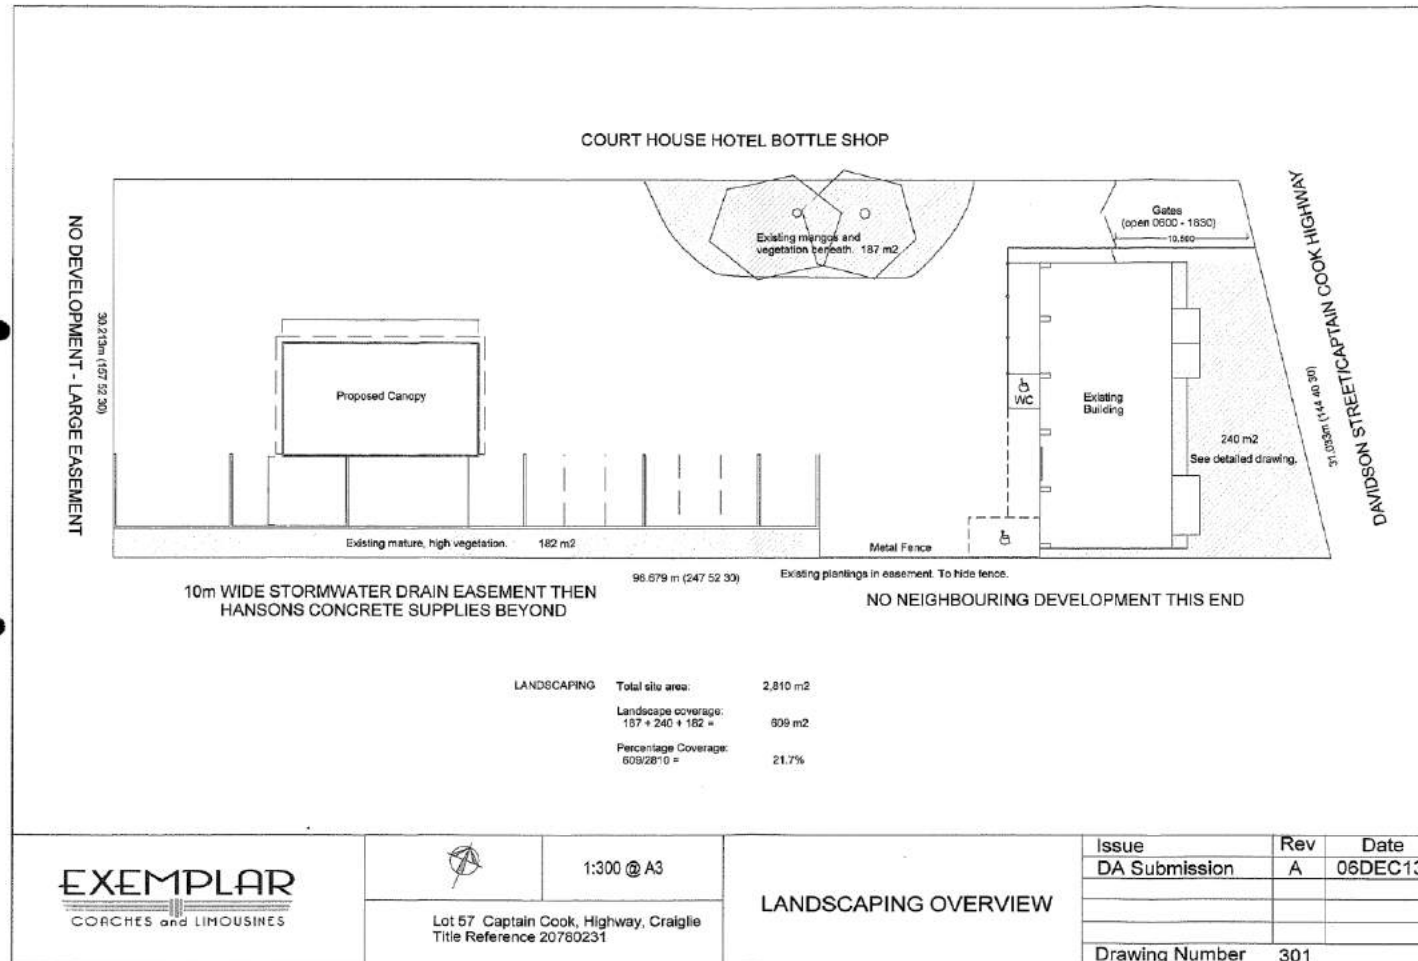 COURT HOUSE HOTEL BOTTLE SHOP
NO DEVELOPMENT - LARGE EASEMENT
30.213m (157 52 30)
Existing mangos and
vegetation beneath. 187 m2
Gates
(open 0600 - 1830)
10,500
DAVIDSON STREET/CAPTAIN COOK HIGHWAY
31.033m (144 40 30)
Proposed Canopy
WC
Existing
Building
240 m2
See detailed drawing.
Existing mature, high vegetation. 182 m2
Metal Fence
96.679 m (247 52 30)
Existing plantings in easement. To hide fence.
10m WIDE STORMWATER DRAIN EASEMENT THEN
HANSONS CONCRETE SUPPLIES BEYOND
NO NEIGHBOURING DEVELOPMENT THIS END
LANDSCAPING Total site area: 2,810 m2
Landscape coverage:
187 + 240 + 182 = 609 m2
Percentage Coverage:
609/2810 = 21.7%
EXEMPLAR
COACHES and LIMOUSINES
1:300 @ A3
Lot 57 Captain Cook, Highway, Craiglie
Title Reference 20780231
LANDSCAPING OVERVIEW
Issue Rev Date
DA Submission A 06DEC13
Drawing Number 301